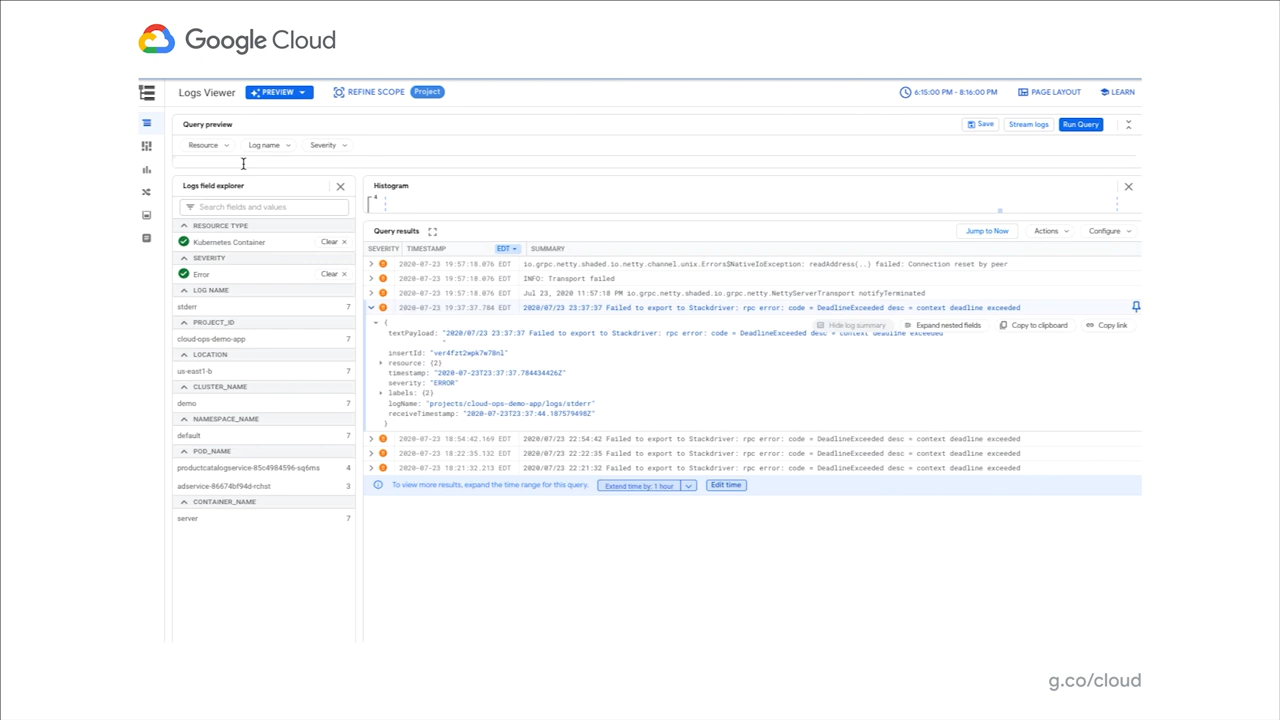 Google Cloud
Logs Viewer PREVIEW REFINE SCOPE Project 6:15:00 PM - 8:16:00 PM PAGE LAYOUT LEARN
Query preview Save Stream logs Run Query
Resource Log name Severity
Logs field explorer
Search fields and values
RESOURCE TYPE
Kubernetes Container Clear ×
SEVERITY
Error Clear ×
LOG NAME
stderr 7
PROJECT_ID
cloud-ops-demo-app 7
LOCATION
us-east1-b 7
CLUSTER_NAME
demo 7
NAMESPACE_NAME
default 7
POD_NAME
productcatalogservice-85c4984596-sq6ms 4
adservice-86674bf94d-rchst 3
CONTAINER_NAME
server 7
Histogram
4
Query results Jump to Now Actions Configure
SEVERITY TIMESTAMP EDT SUMMARY
2020-07-23 19:57:18.076 EDT io.grpc.netty.shaded.io.netty.channel.unix.Errors$NativeIoException: readAddress(..) failed: Connection reset by peer
2020-07-23 19:57:18.076 EDT INFO: Transport failed
2020-07-23 19:57:18.076 EDT Jul 23, 2020 11:57:18 PM io.grpc.netty.shaded.io.grpc.netty.NettyServerTransport notifyTerminated
2020-07-23 19:37:37.784 EDT 2020/07/23 23:37:37 Failed to export to Stackdriver: rpc error: code = DeadlineExceeded desc = context deadline exceeded
{ Hide log summary Expand nested fields Copy to clipboard Copy link
textPayload: "2020/07/23 23:37:37 Failed to export to Stackdriver: rpc error: code = DeadlineExceeded desc = context deadline exceeded
"
insertId: "ver4fzt2wpk7w78nl"
resource: {2}
timestamp: "2020-07-23T23:37:37.784434426Z"
severity: "ERROR"
labels: {2}
logName: "projects/cloud-ops-demo-app/logs/stderr"
receiveTimestamp: "2020-07-23T23:37:44.187579498Z"
}
2020-07-23 18:54:42.169 EDT 2020/07/23 22:54:42 Failed to export to Stackdriver: rpc error: code = DeadlineExceeded desc = context deadline exceeded
2020-07-23 18:22:35.132 EDT 2020/07/23 22:22:35 Failed to export to Stackdriver: rpc error: code = DeadlineExceeded desc = context deadline exceeded
2020-07-23 18:21:32.213 EDT 2020/07/23 22:21:32 Failed to export to Stackdriver: rpc error: code = DeadlineExceeded desc = context deadline exceeded
To view more results, expand the time range for this query. Extend time by: 1 hour Edit time
g.co/cloud